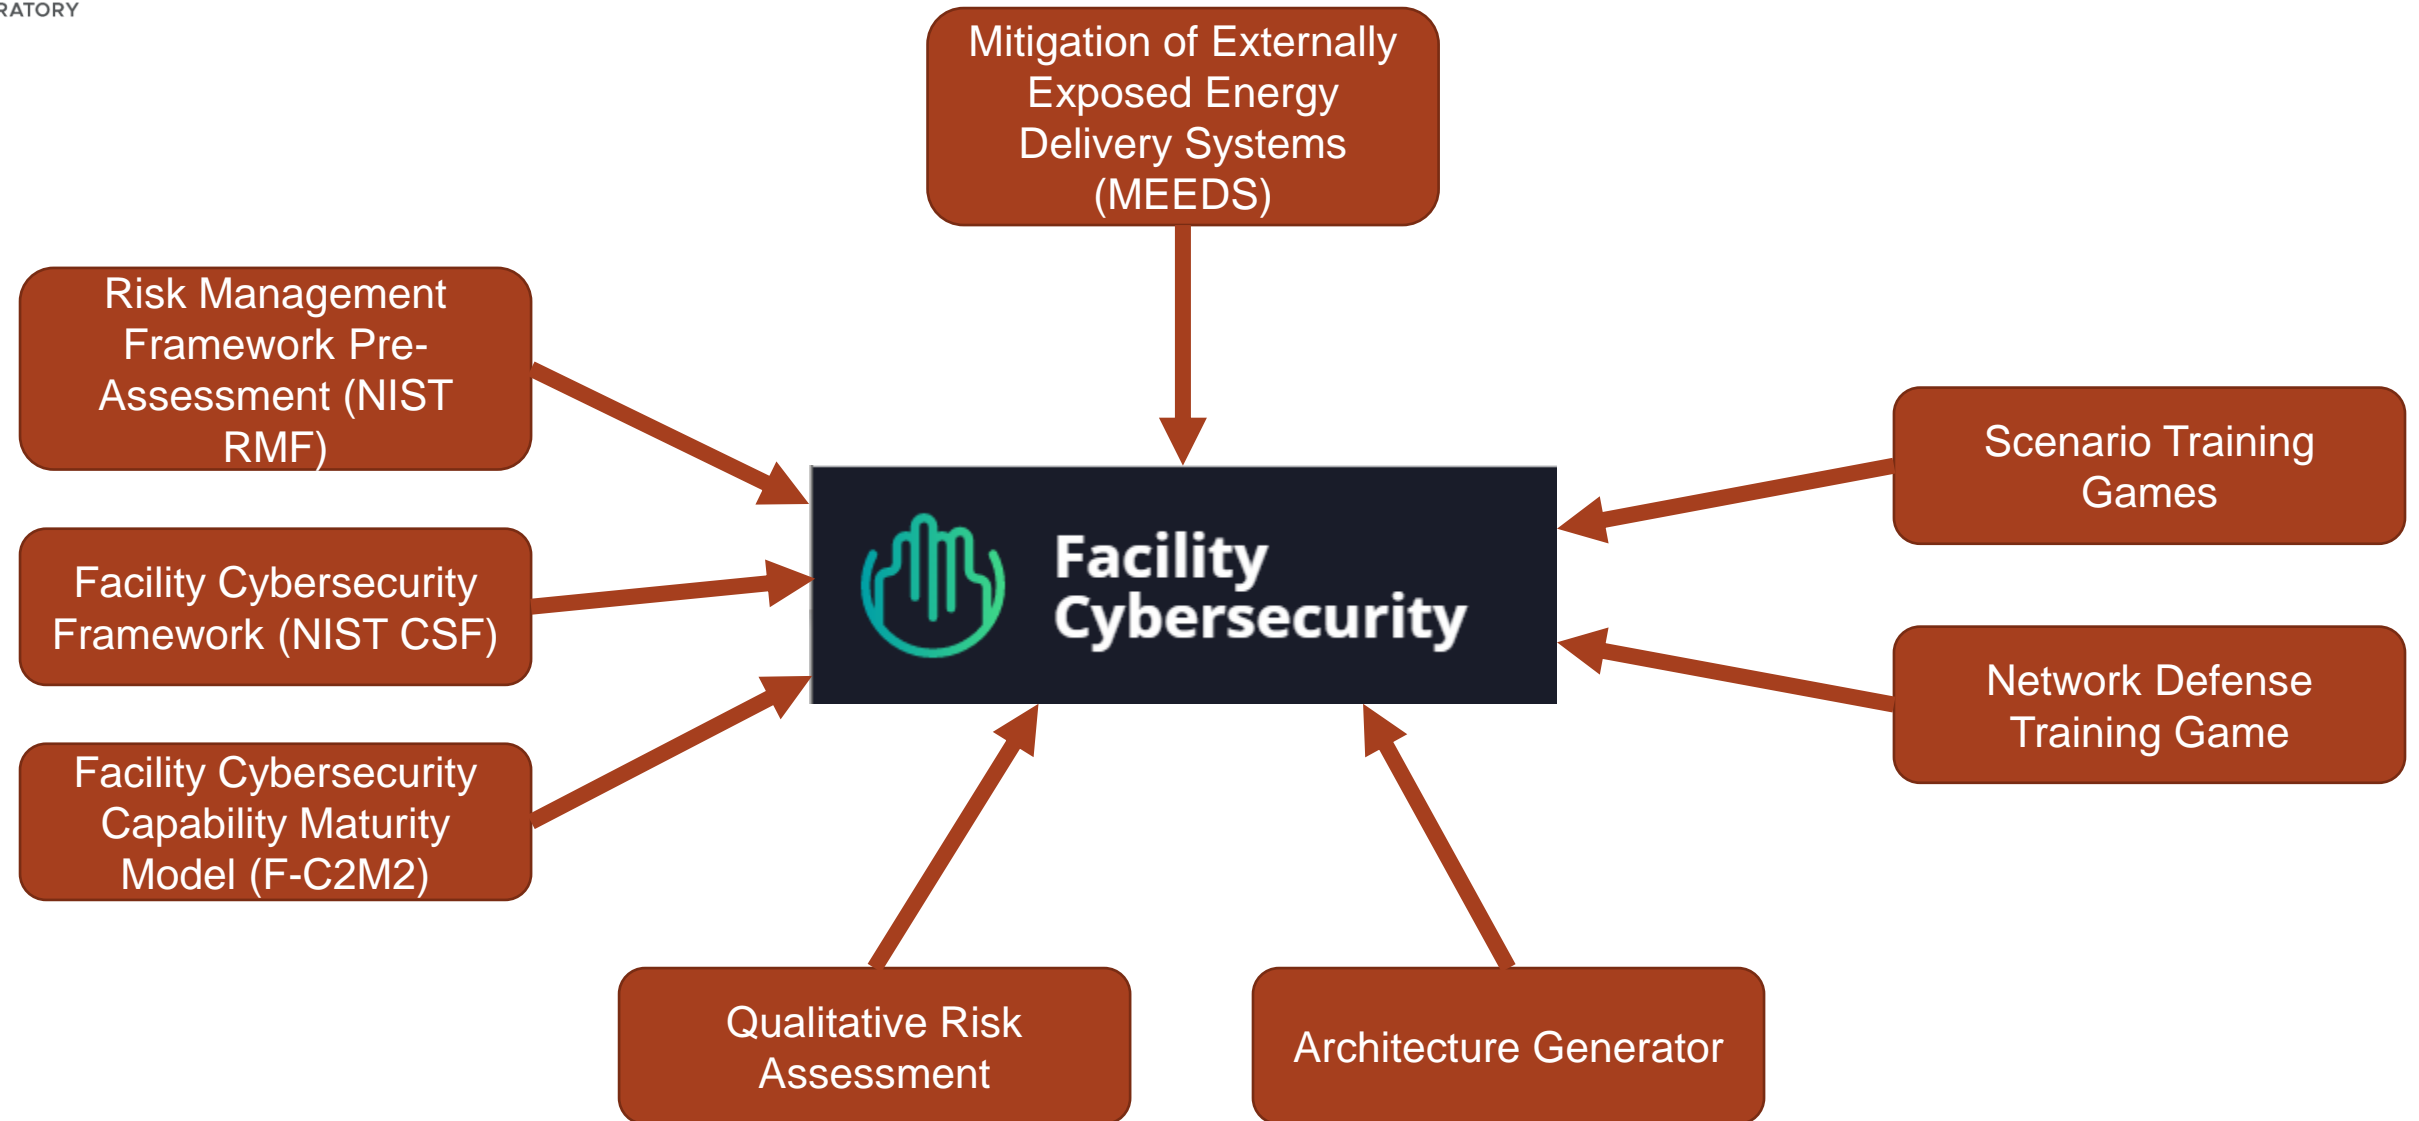 Mitigation of Externally
Exposed Energy
Delivery Systems
(MEEDS)
Risk Management
Framework Pre-
Assessment (NIST
RMF)
Scenario Training
Games
Facility Cybersecurity
Framework (NIST CSF)
Facility
Cybersecurity
Network Defense
Training Game
Facility Cybersecurity
Capability Maturity
Model (F-C2M2)
Qualitative Risk
Assessment
Architecture Generator